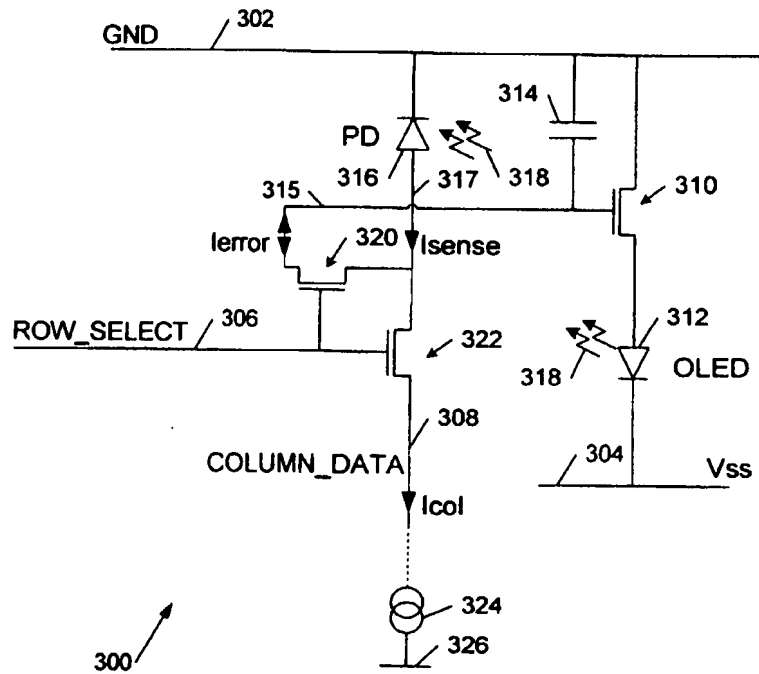 302
GND
314
PD
316
317
318
310
315
Ierror
320
Isense
ROW_SELECT
306
322
312
318
OLED
308
COLUMN_DATA
304
Vss
Icol
324
326
300